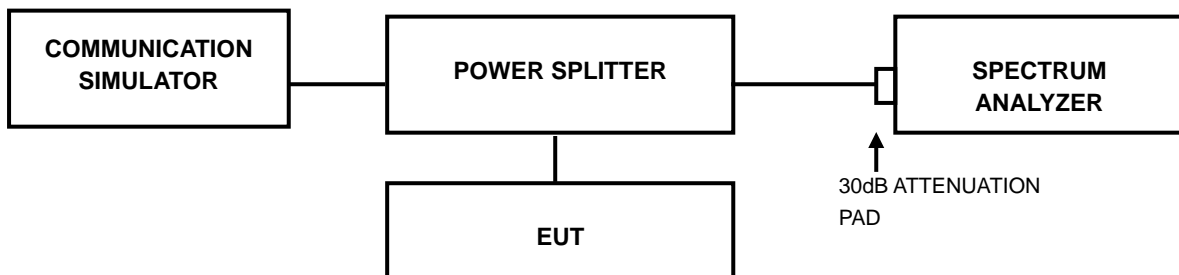 COMMUNICATION
SIMULATOR
POWER SPLITTER
SPECTRUM
ANALYZER
30dB ATTENUATION
PAD
EUT